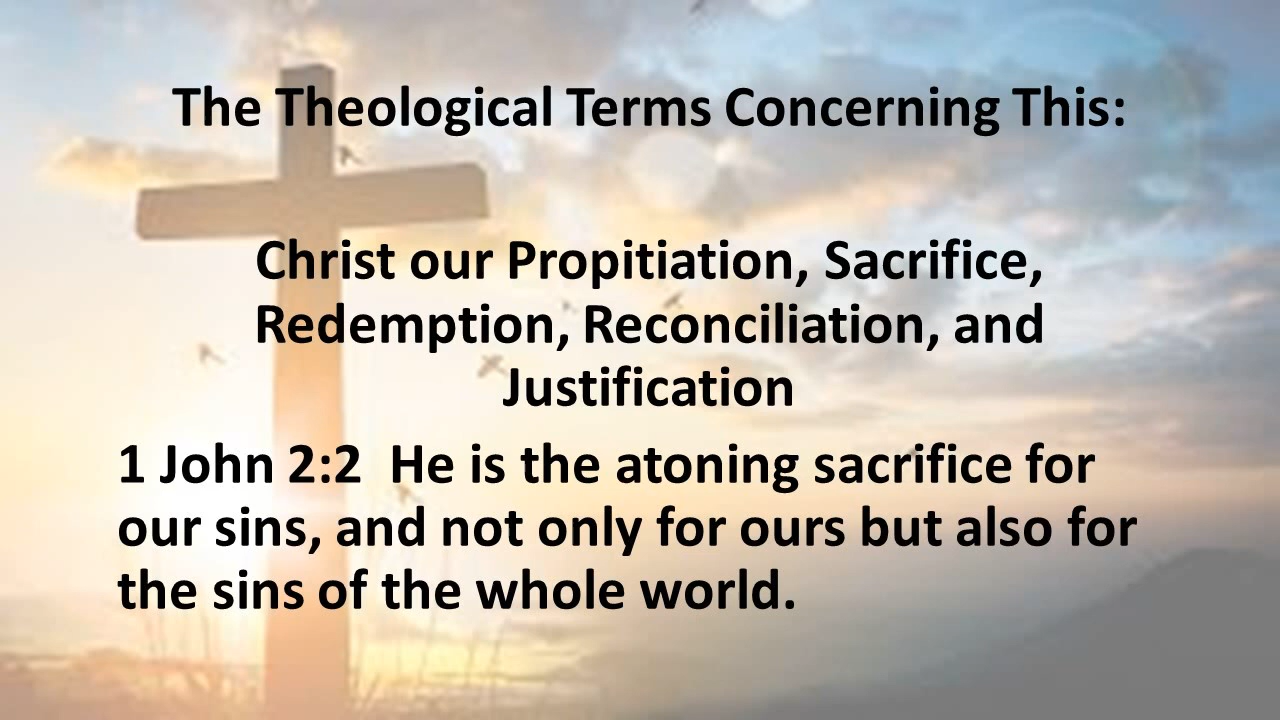 The Theological Terms Concerning This:
Christ our Propitiation, Sacrifice,
Redemption, Reconciliation, and
Justification
1 John 2:2  He is the atoning sacrifice for
our sins, and not only for ours but also for
the sins of the whole world.